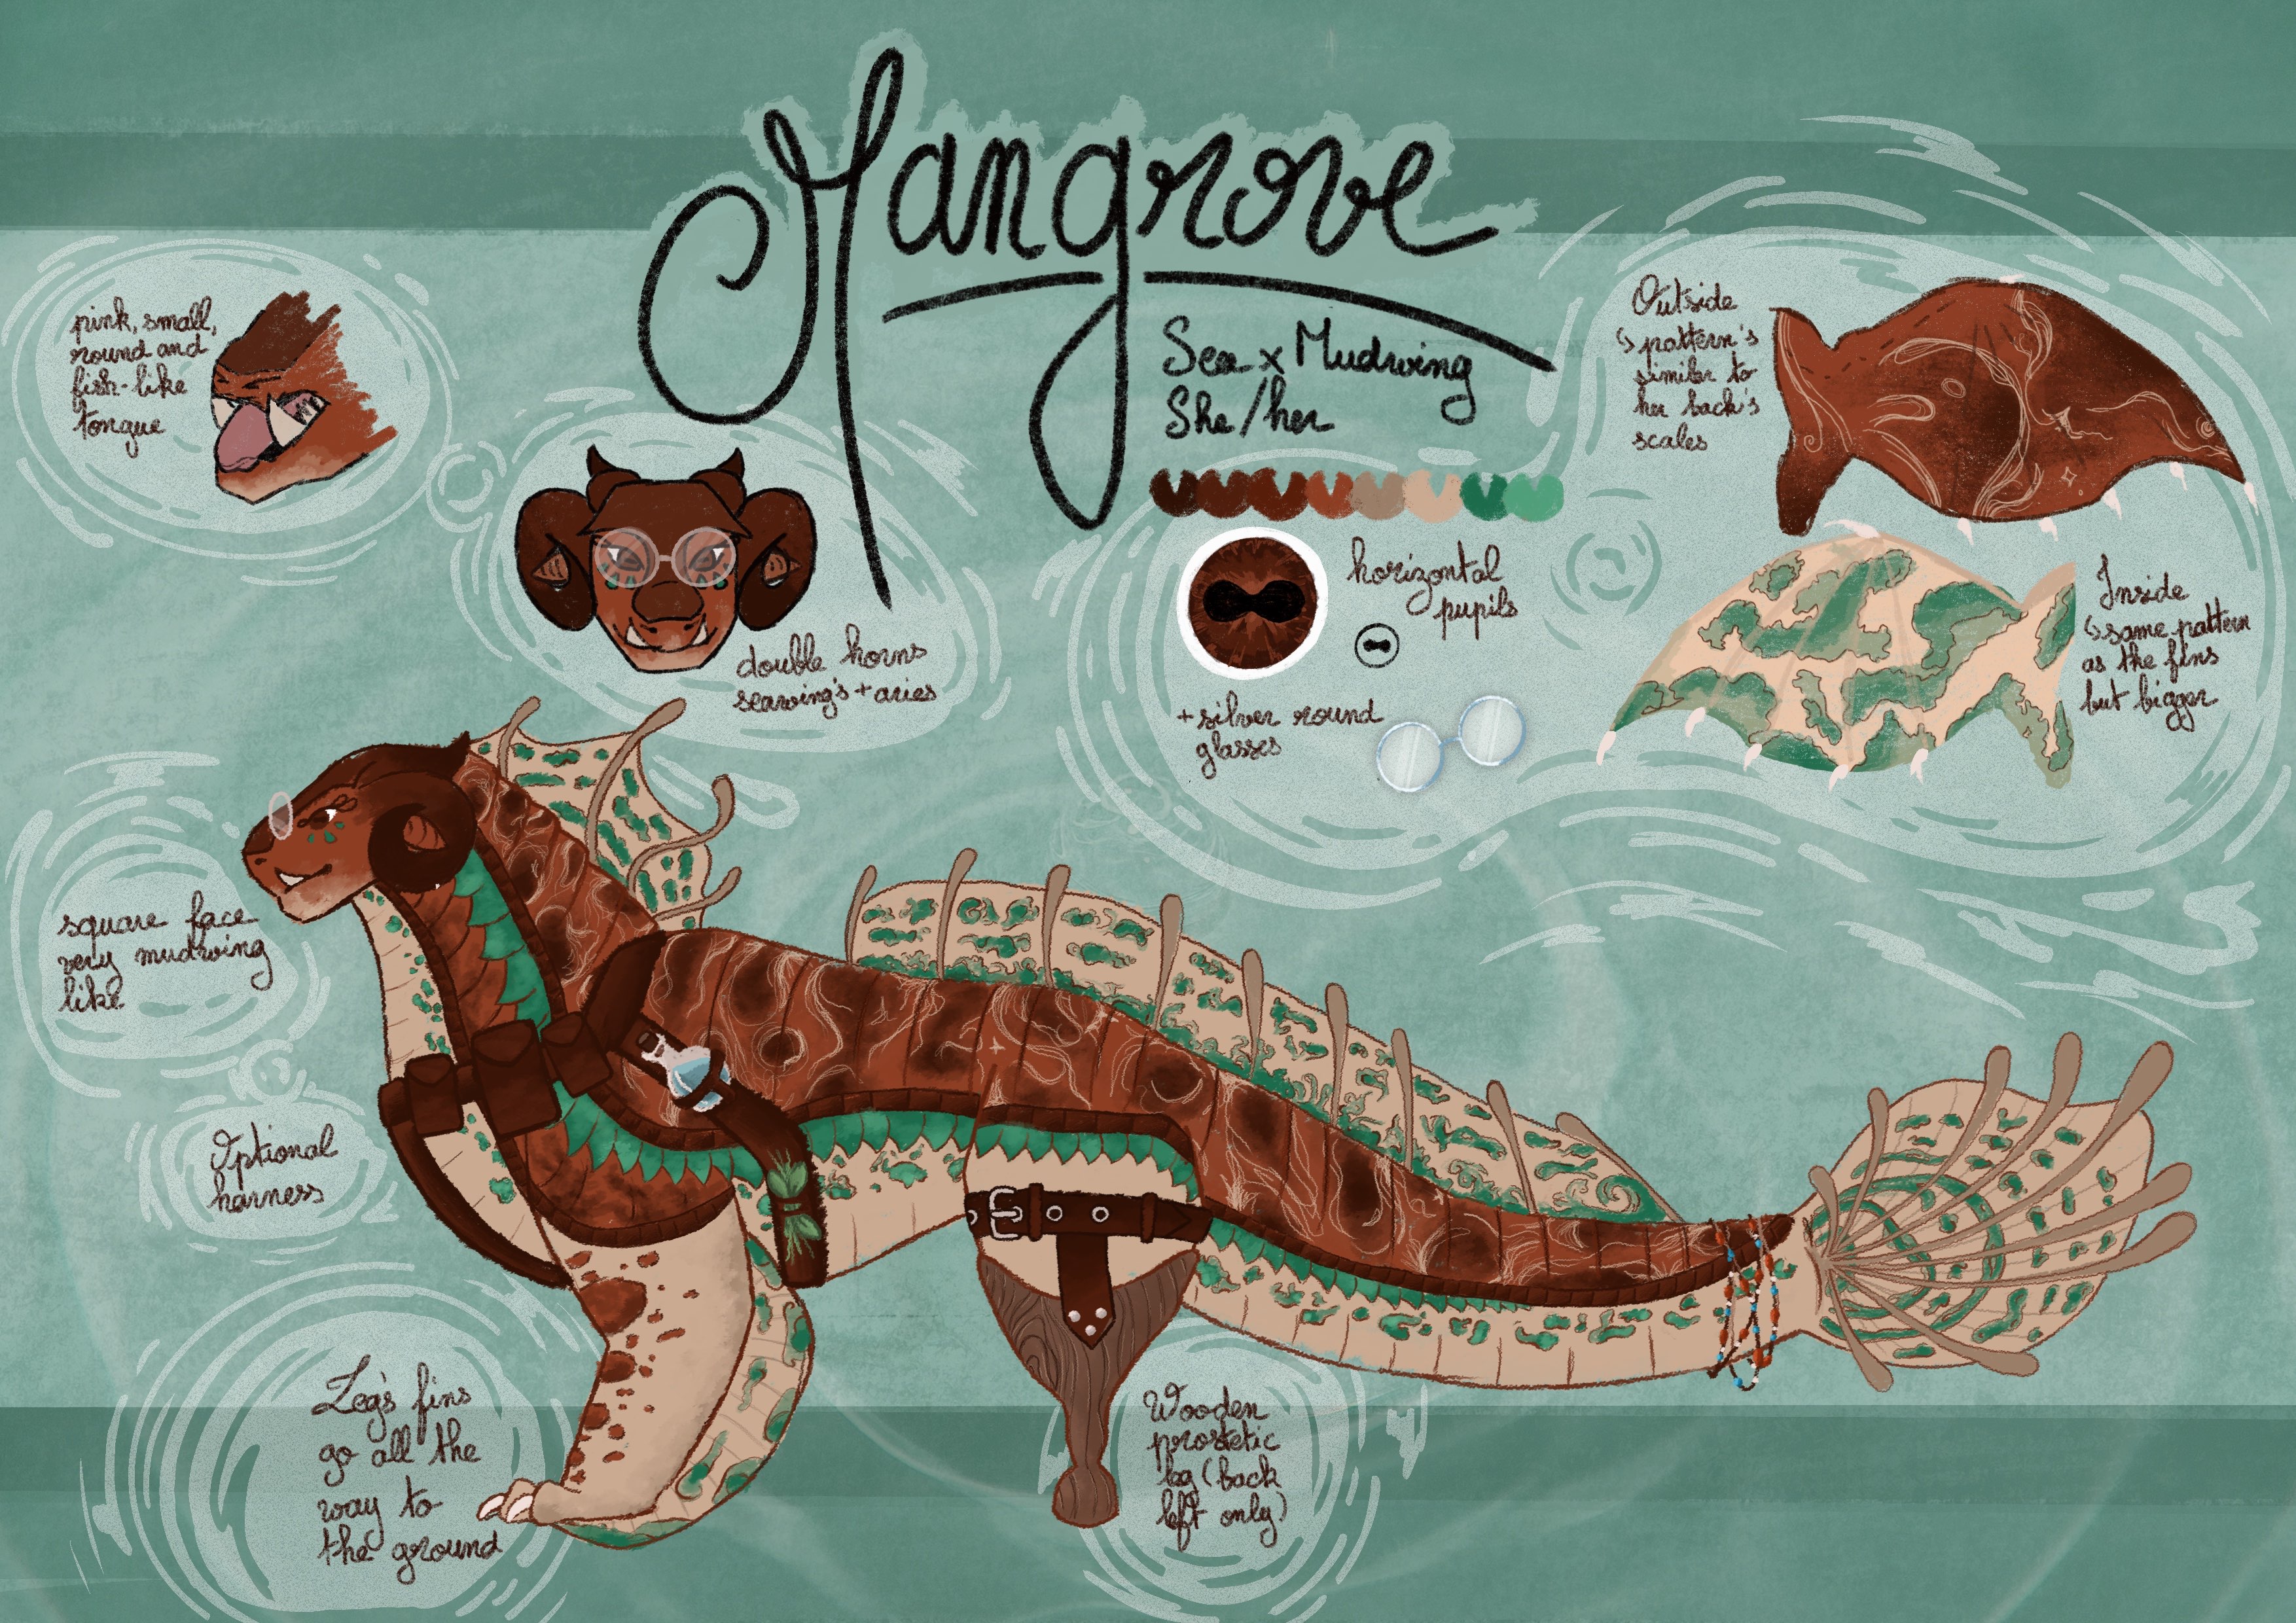 Mangrove
Sea x Mudwing
She/her
pink, small,
round and
fish-like
tongue
double horns
seawing's + aries
horizontal
pupils
+ silver round
glasses
Outside
↳ pattern's
similar to
her back's
scales
Inside
↳ same pattern
as the fins
but bigger
square face
very mudwing
like
Optional
harness
Leg's fins
go all the
way to
the ground
Wooden
prostetic
leg (back
left only)